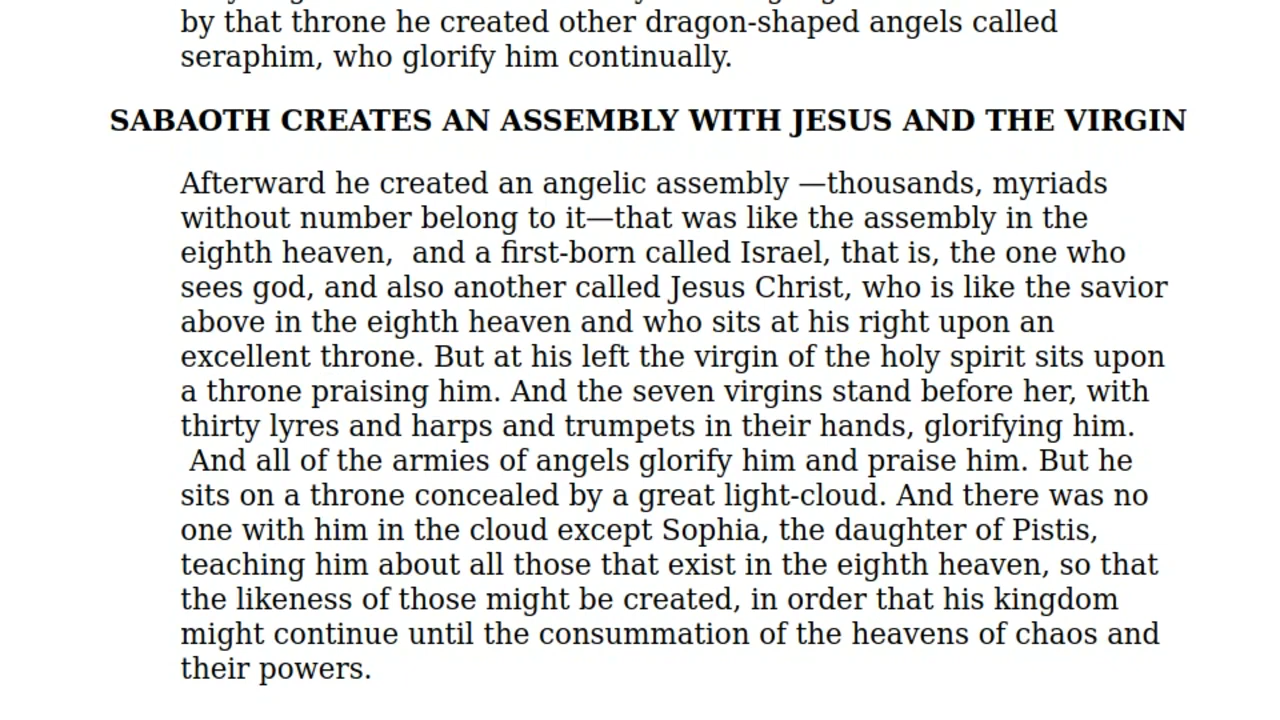 by that throne he created other dragon-shaped angels called
seraphim, who glorify him continually.
SABAOTH CREATES AN ASSEMBLY WITH JESUS AND THE VIRGIN
Afterward he created an angelic assembly —thousands, myriads
without number belong to it—that was like the assembly in the
eighth heaven,  and a first-born called Israel, that is, the one who
sees god, and also another called Jesus Christ, who is like the savior
above in the eighth heaven and who sits at his right upon an
excellent throne. But at his left the virgin of the holy spirit sits upon
a throne praising him. And the seven virgins stand before her, with
thirty lyres and harps and trumpets in their hands, glorifying him.
And all of the armies of angels glorify him and praise him. But he
sits on a throne concealed by a great light-cloud. And there was no
one with him in the cloud except Sophia, the daughter of Pistis,
teaching him about all those that exist in the eighth heaven, so that
the likeness of those might be created, in order that his kingdom
might continue until the consummation of the heavens of chaos and
their powers.